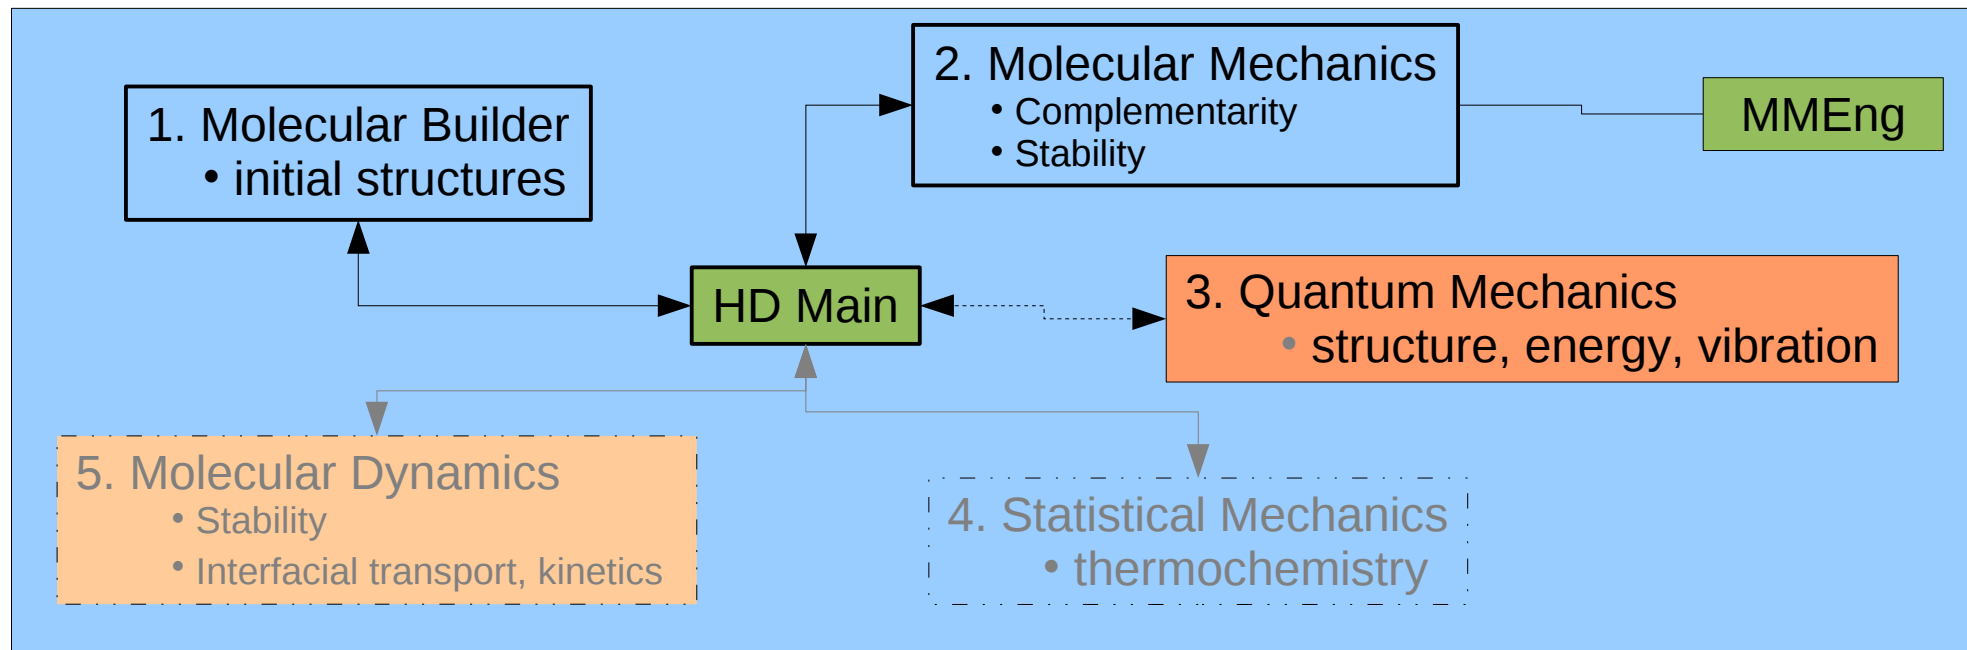 1. Molecular Builder
• initial structures
2. Molecular Mechanics
• Complementarity
• Stability
MMEng
HD Main
3. Quantum Mechanics
• structure, energy, vibration
5. Molecular Dynamics
• Stability
• Interfacial transport, kinetics
4. Statistical Mechanics
• thermochemistry